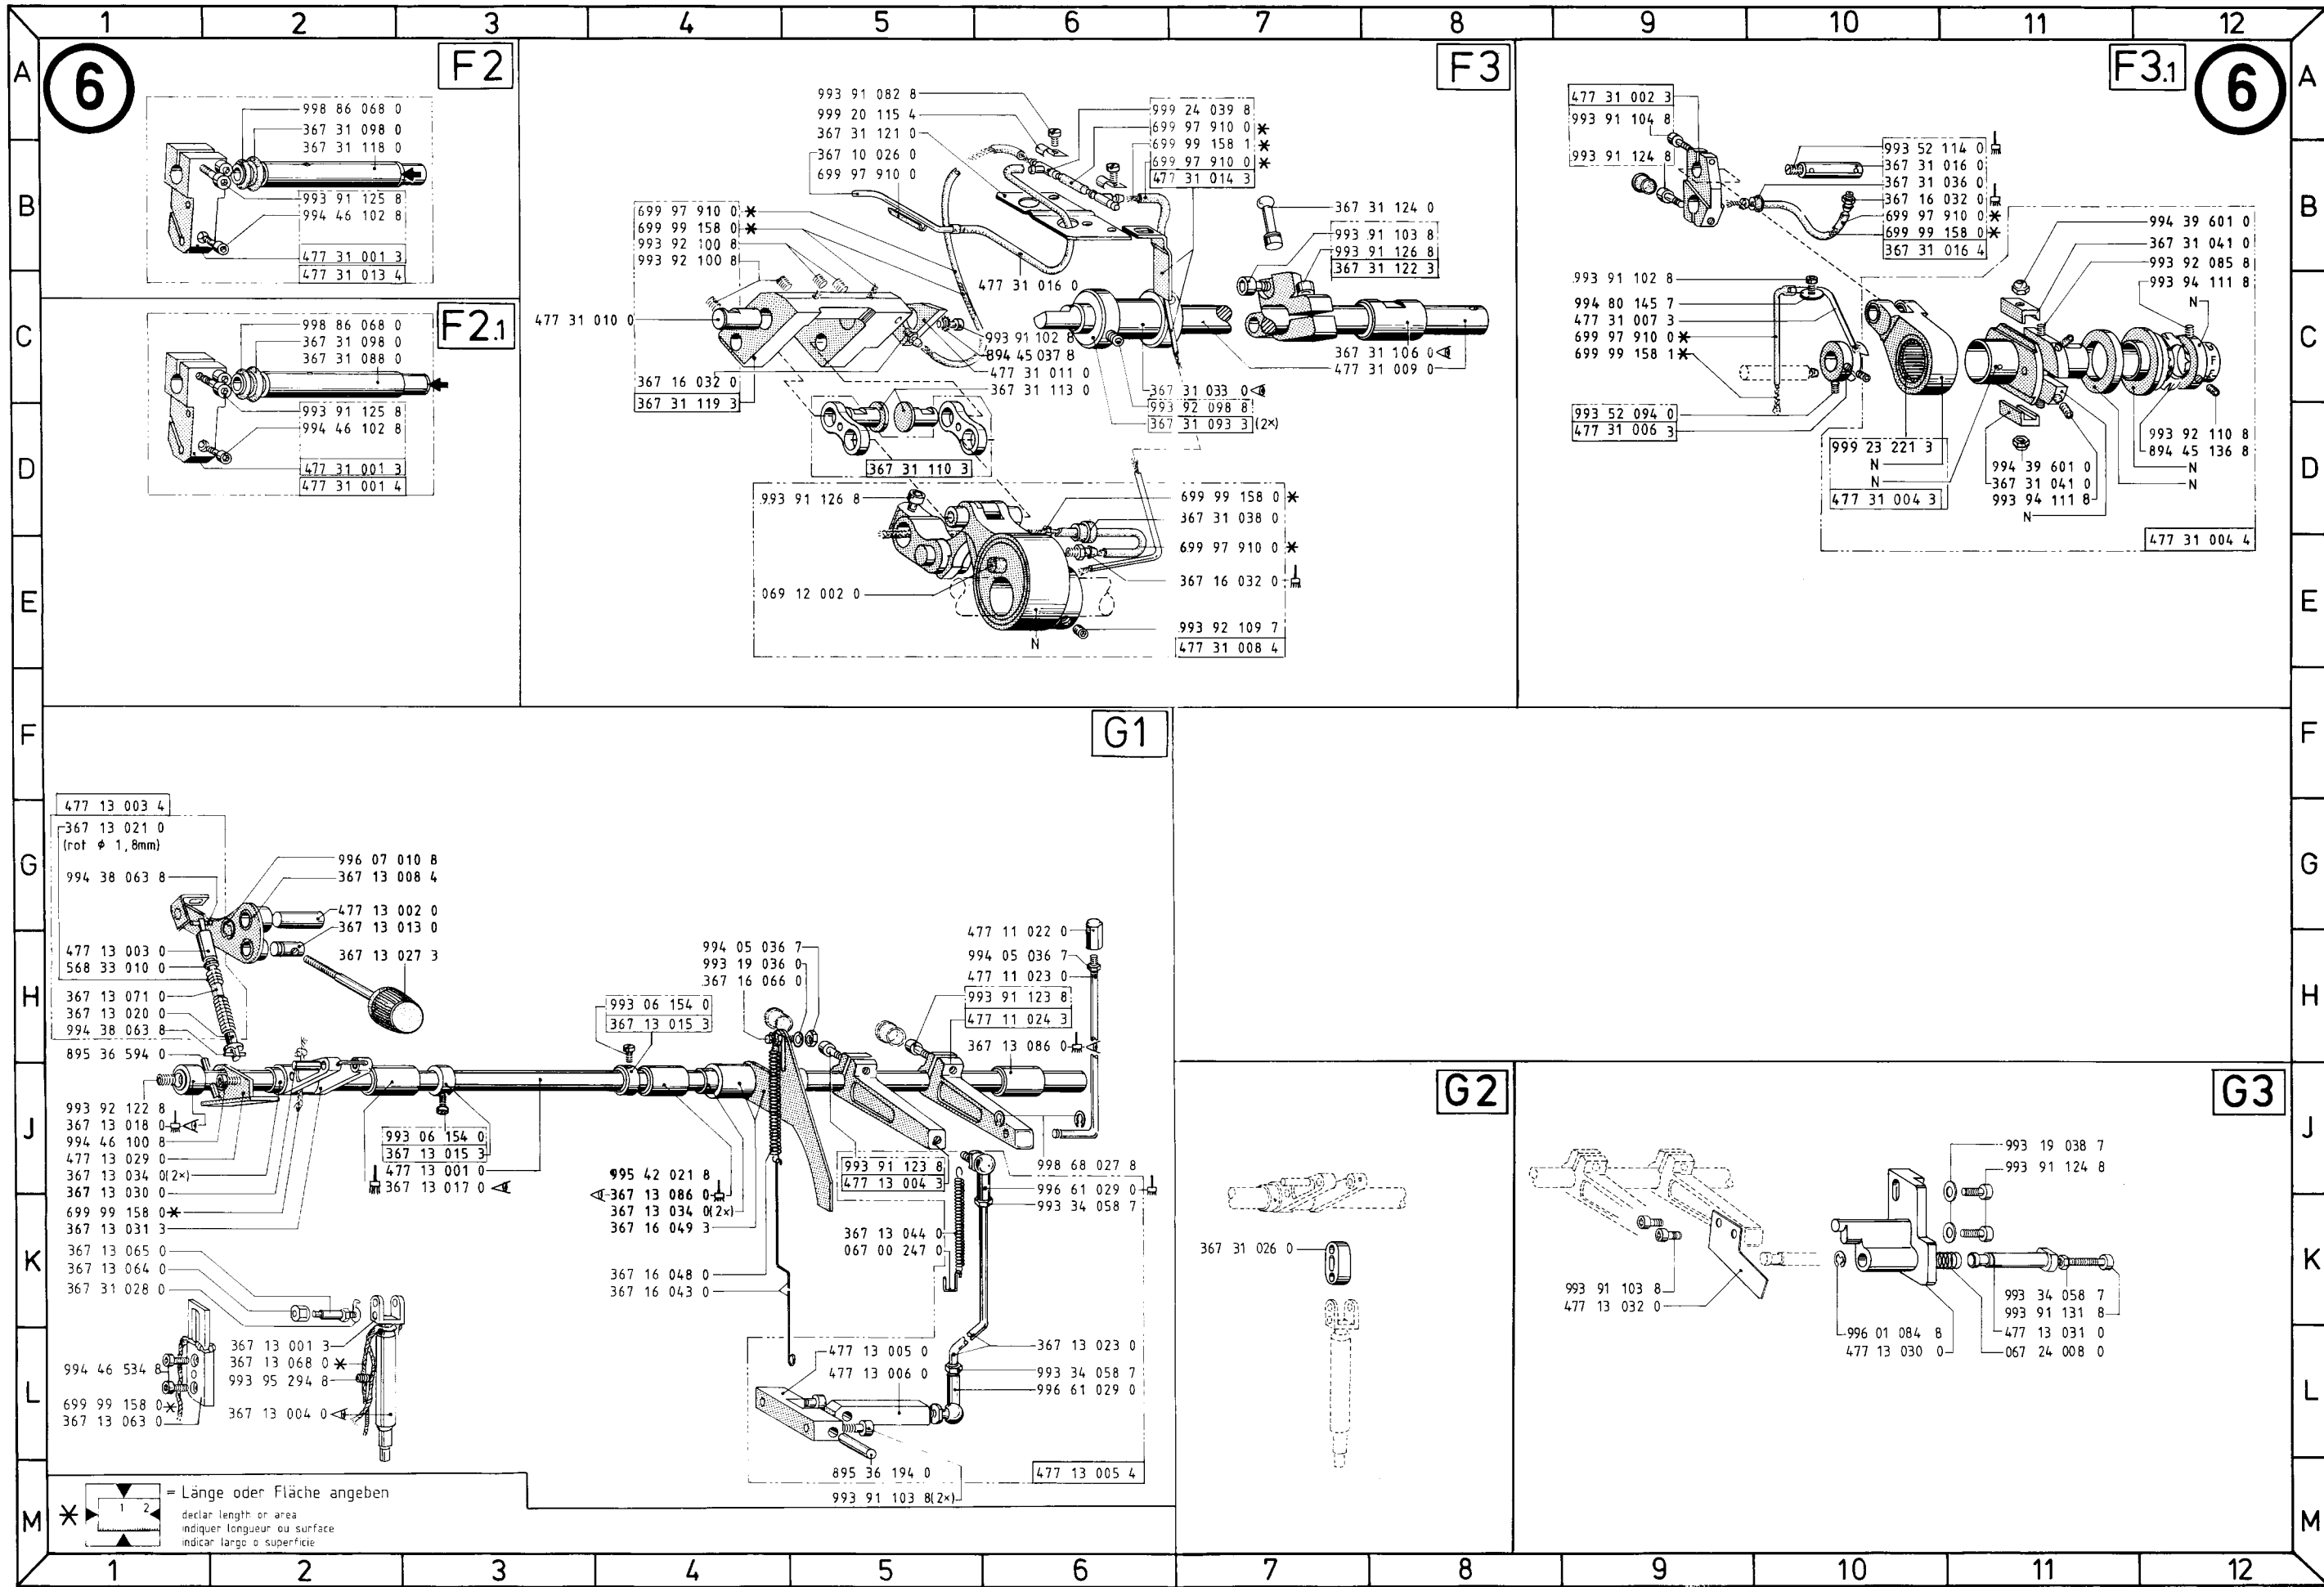 1 2 3 4 5 6 7 8 9 10 11 12
A
B
C
D
E
F
G
H
J
K
L
M
6
F2
998 86 068 0
367 31 098 0
367 31 118 0
993 91 125 8
994 46 102 8
477 31 001 3
477 31 013 4
F2.1
998 86 068 0
367 31 098 0
367 31 088 0
993 91 125 8
994 46 102 8
477 31 001 3
477 31 001 4
F3
993 91 082 8
999 20 115 4
367 31 121 0
367 10 026 0
699 97 910 0
999 24 039 8
699 97 910 0 *
699 99 158 1 *
699 97 910 0 *
477 31 014 3
699 97 910 0 *
699 99 158 0 *
993 92 100 8
993 92 100 8
477 31 010 0
367 16 032 0
367 31 119 3
477 31 016 0
367 31 124 0
993 91 103 8
993 91 126 8
367 31 122 3
993 91 102 8
894 45 037 8
477 31 011 0
367 31 113 0
367 31 106 0
477 31 009 0
367 31 033 0
993 92 098 8
367 31 093 3 (2×)
367 31 110 3
993 91 126 8
699 99 158 0 *
367 31 038 0
699 97 910 0 *
367 16 032 0
069 12 002 0
993 92 109 7
N
477 31 008 4
F3.1
6
477 31 002 3
993 91 104 8
993 91 124 8
993 52 114 0
367 31 016 0
367 31 036 0
367 16 032 0
699 97 910 0 *
699 99 158 0 *
367 31 016 4
994 39 601 0
367 31 041 0
993 92 085 8
993 94 111 8
N
993 91 102 8
994 80 145 7
477 31 007 3
699 97 910 0 *
699 99 158 1 *
993 52 094 0
477 31 006 3
F
999 23 221 3
N
N
477 31 004 3
994 39 601 0
367 31 041 0
993 94 111 8
N
993 92 110 8
894 45 136 8
N
N
477 31 004 4
G1
477 13 003 4
367 13 021 0
(rot ϕ 1,8mm)
994 38 063 8
996 07 010 8
367 13 008 4
477 13 002 0
367 13 013 0
367 13 027 3
477 13 003 0
568 33 010 0
367 13 071 0
367 13 020 0
994 38 063 8
895 36 594 0
993 92 122 8
367 13 018 0
994 46 100 8
477 13 029 0
367 13 034 0(2×)
367 13 030 0
699 99 158 0 *
367 13 031 3
367 13 065 0
367 13 064 0
367 31 028 0
993 06 154 0
367 13 015 3
477 13 001 0
367 13 017 0
993 06 154 0
367 13 015 3
994 05 036 7
993 19 036 0
367 16 066 0
477 11 022 0
994 05 036 7
477 11 023 0
993 91 123 8
477 11 024 3
367 13 086 0
995 42 021 8
367 13 086 0
367 13 034 0(2×)
367 16 049 3
367 16 048 0
367 16 043 0
993 91 123 8
477 13 004 3
998 68 027 8
996 61 029 0
993 34 058 7
367 13 044 0
067 00 247 0
367 13 001 3
367 13 068 0 *
993 95 294 8
367 13 004 0
994 46 534 8
699 99 158 0 *
367 13 063 0
477 13 005 0
477 13 006 0
367 13 023 0
993 34 058 7
996 61 029 0
895 36 194 0
993 91 103 8(2×)
477 13 005 4
G2
367 31 026 0
G3
993 19 038 7
993 91 124 8
993 91 103 8
477 13 032 0
996 01 084 8
477 13 030 0
993 34 058 7
993 91 131 8
477 13 031 0
067 24 008 0
* 1 2 = Länge oder Fläche angeben
declar length or area
indiquer longueur ou surface
indicar largo o superficie
1 2 3 4 5 6 7 8 9 10 11 12
A
B
C
D
E
F
G
H
J
K
L
M